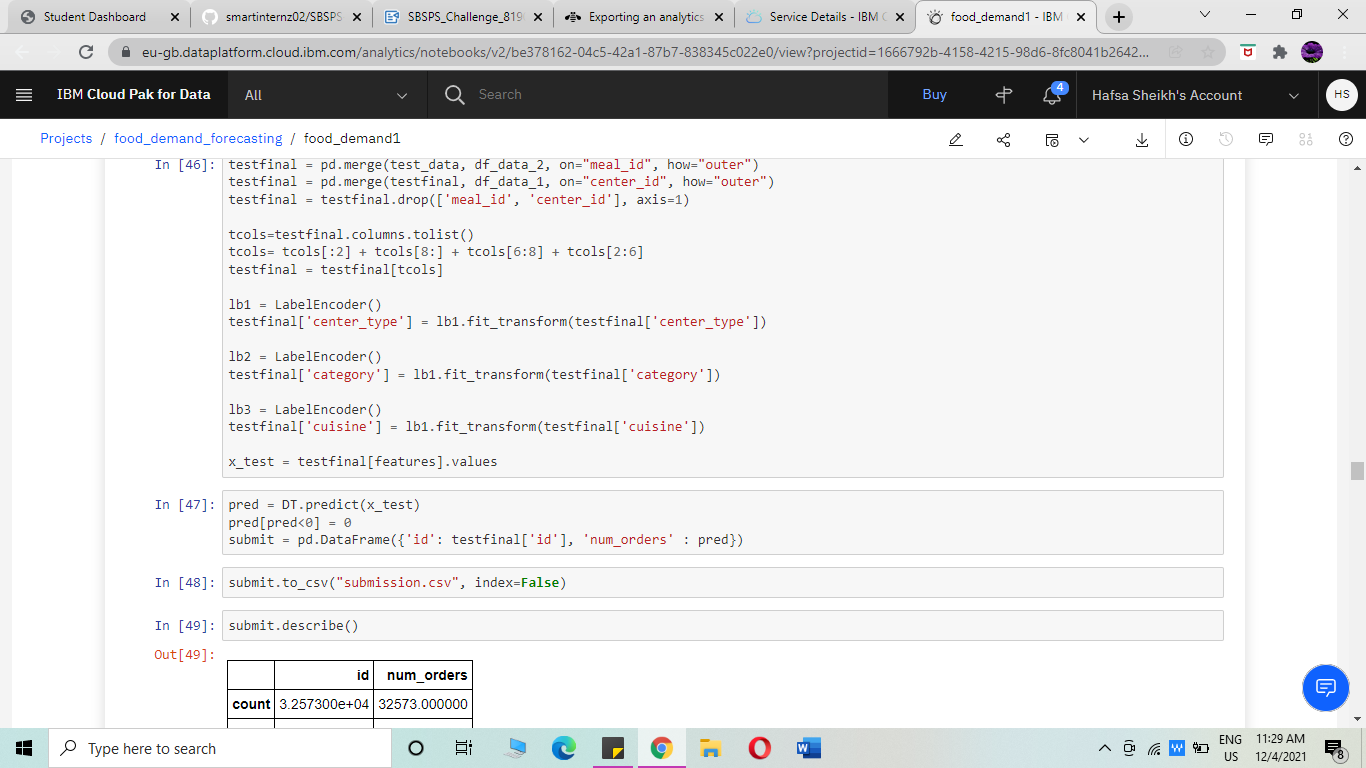 Student Dashboard
smartinternz02/SBSPS
SBSPS_Challenge_819
Exporting an analytics
Service Details - IBM C
food_demand1 - IBM
eu-gb.dataplatform.cloud.ibm.com/analytics/notebooks/v2/be378162-04c5-42a1-87b7-838345c022e0/view?projectid=1666792b-4158-4215-98d6-8fc8041b2642...
IBM Cloud Pak for Data
All
Search
Buy
4
Hafsa Sheikh's Account
HS
Projects / food_demand_forecasting / food_demand1
In [46]: testfinal = pd.merge(test_data, df_data_2, on="meal_id", how="outer")
testfinal = pd.merge(testfinal, df_data_1, on="center_id", how="outer")
testfinal = testfinal.drop(['meal_id', 'center_id'], axis=1)
tcols=testfinal.columns.tolist()
tcols= tcols[:2] + tcols[8:] + tcols[6:8] + tcols[2:6]
testfinal = testfinal[tcols]
lb1 = LabelEncoder()
testfinal['center_type'] = lb1.fit_transform(testfinal['center_type'])
lb2 = LabelEncoder()
testfinal['category'] = lb1.fit_transform(testfinal['category'])
lb3 = LabelEncoder()
testfinal['cuisine'] = lb1.fit_transform(testfinal['cuisine'])
x_test = testfinal[features].values
In [47]: pred = DT.predict(x_test)
pred[pred<0] = 0
submit = pd.DataFrame({'id': testfinal['id'], 'num_orders' : pred})
In [48]: submit.to_csv("submission.csv", index=False)
In [49]: submit.describe()
Out[49]:
id num_orders
count 3.257300e+04 32573.000000
Type here to search
ENG
US
11:29 AM
12/4/2021
8